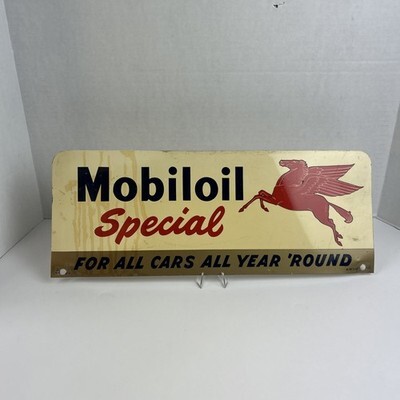 Mobiloil
Special
FOR ALL CARS ALL YEAR 'ROUND